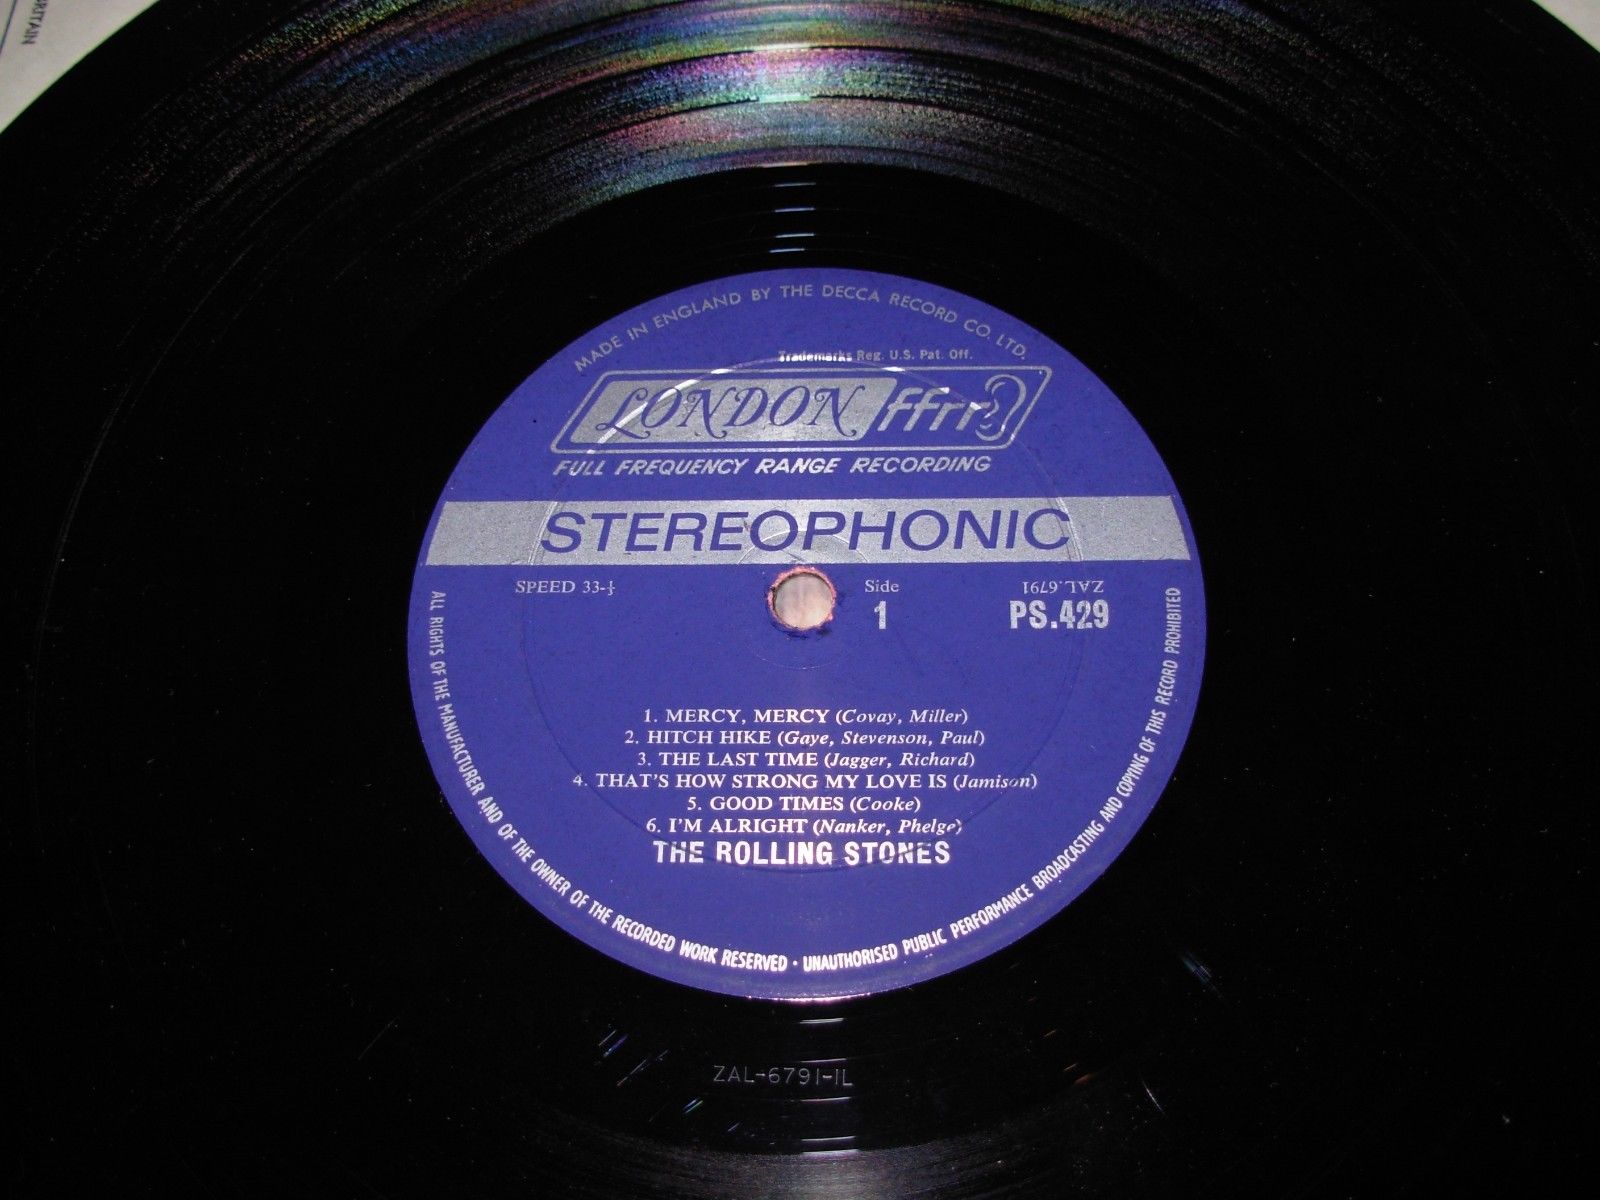 RITAIN
MADE IN ENGLAND BY THE DECCA RECORD CO. LTD.
Trademarks Reg. U.S. Pat. Off.
LONDON ffrr
FULL FREQUENCY RANGE RECORDING
STEREOPHONIC
SPEED 33-⅓
Side
1
ZAL.6791
PS.429
1. MERCY, MERCY (Covay, Miller)
2. HITCH HIKE (Gaye, Stevenson, Paul)
3. THE LAST TIME (Jagger, Richard)
4. THAT'S HOW STRONG MY LOVE IS (Jamison)
5. GOOD TIMES (Cooke)
6. I'M ALRIGHT (Nanker, Phelge)
THE ROLLING STONES
ALL RIGHTS OF THE MANUFACTURER AND OF THE OWNER OF THE RECORDED WORK RESERVED • UNAUTHORISED PUBLIC PERFORMANCE BROADCASTING AND COPYING OF THIS RECORD PROHIBITED
ZAL-6791-1L